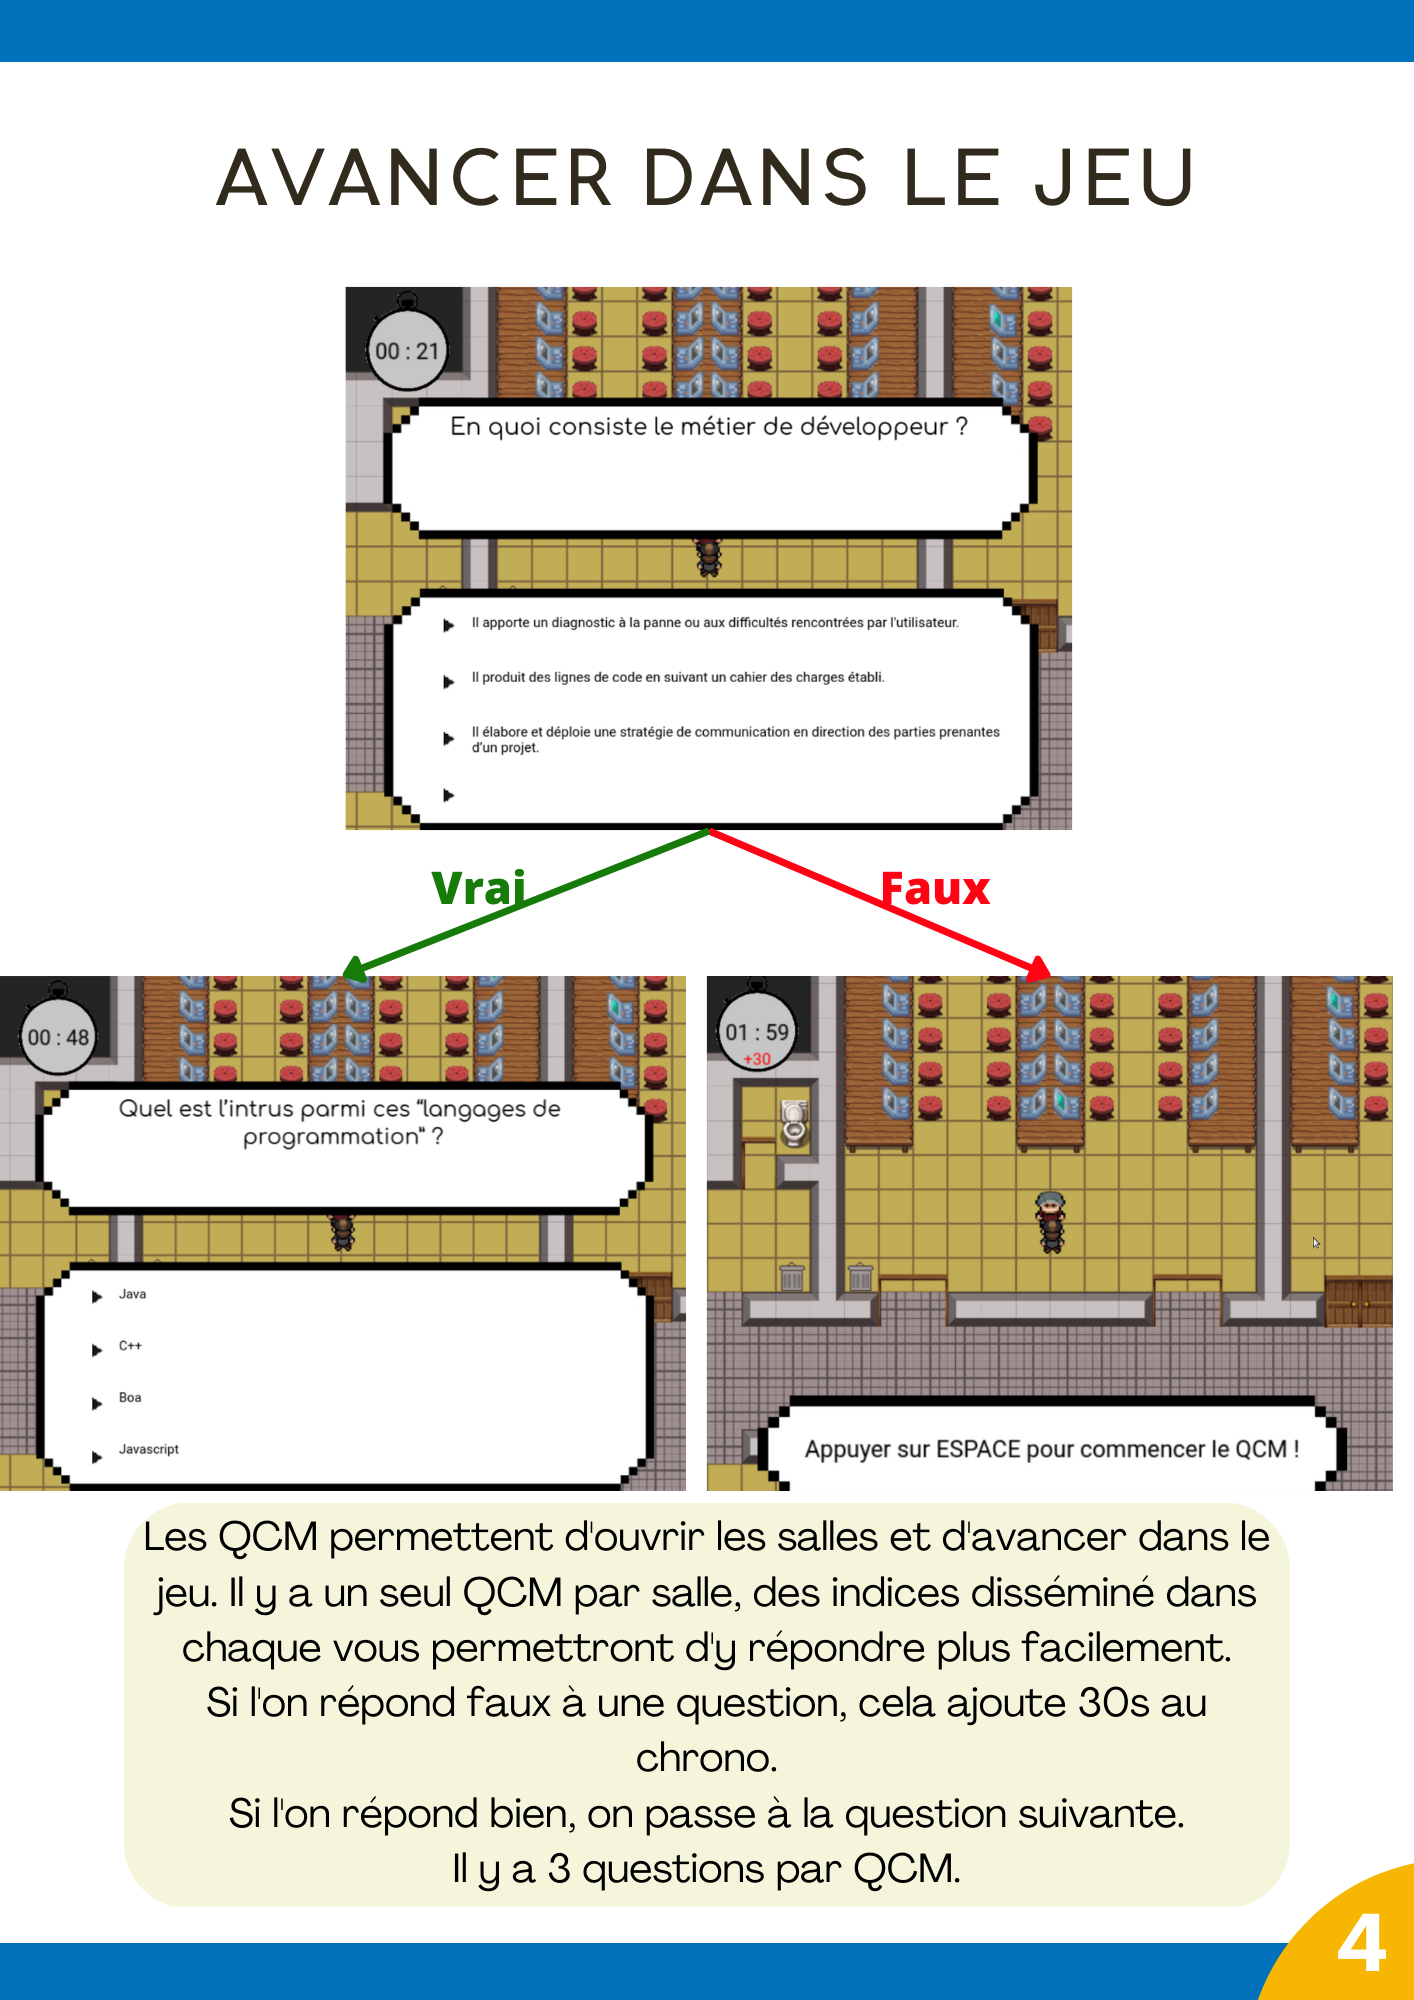 AVANCER DANS LE JEU
00 : 21
En quoi consiste le métier de développeur ?
Il apporte un diagnostic à la panne ou aux difficultés rencontrées par l'utilisateur.
Il produit des lignes de code en suivant un cahier des charges établi.
Il élabore et déploie une stratégie de communication en direction des parties prenantes
d'un projet.
Vrai
Faux
00 : 48
Quel est l'intrus parmi ces “langages de
programmation” ?
Java
C++
Boa
Javascript
01 : 59
+30
Appuyer sur ESPACE pour commencer le QCM !
Les QCM permettent d'ouvrir les salles et d'avancer dans le
jeu. Il y a un seul QCM par salle, des indices disséminé dans
chaque vous permettront d'y répondre plus facilement.
Si l'on répond faux à une question, cela ajoute 30s au
chrono.
Si l'on répond bien, on passe à la question suivante.
Il y a 3 questions par QCM.
4